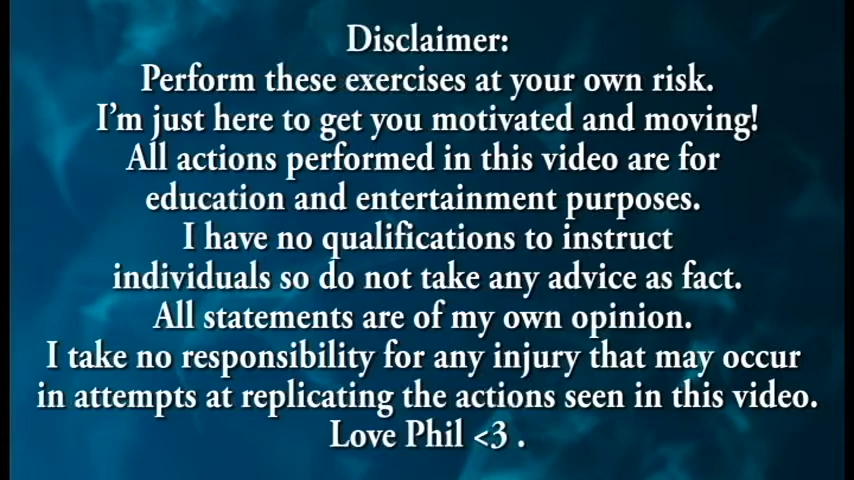 Disclaimer:
Perform these exercises at your own risk.
I'm just here to get you motivated and moving!
All actions performed in this video are for
education and entertainment purposes.
I have no qualifications to instruct
individuals so do not take any advice as fact.
All statements are of my own opinion.
I take no responsibility for any injury that may occur
in attempts at replicating the actions seen in this video.
Love Phil <3 .